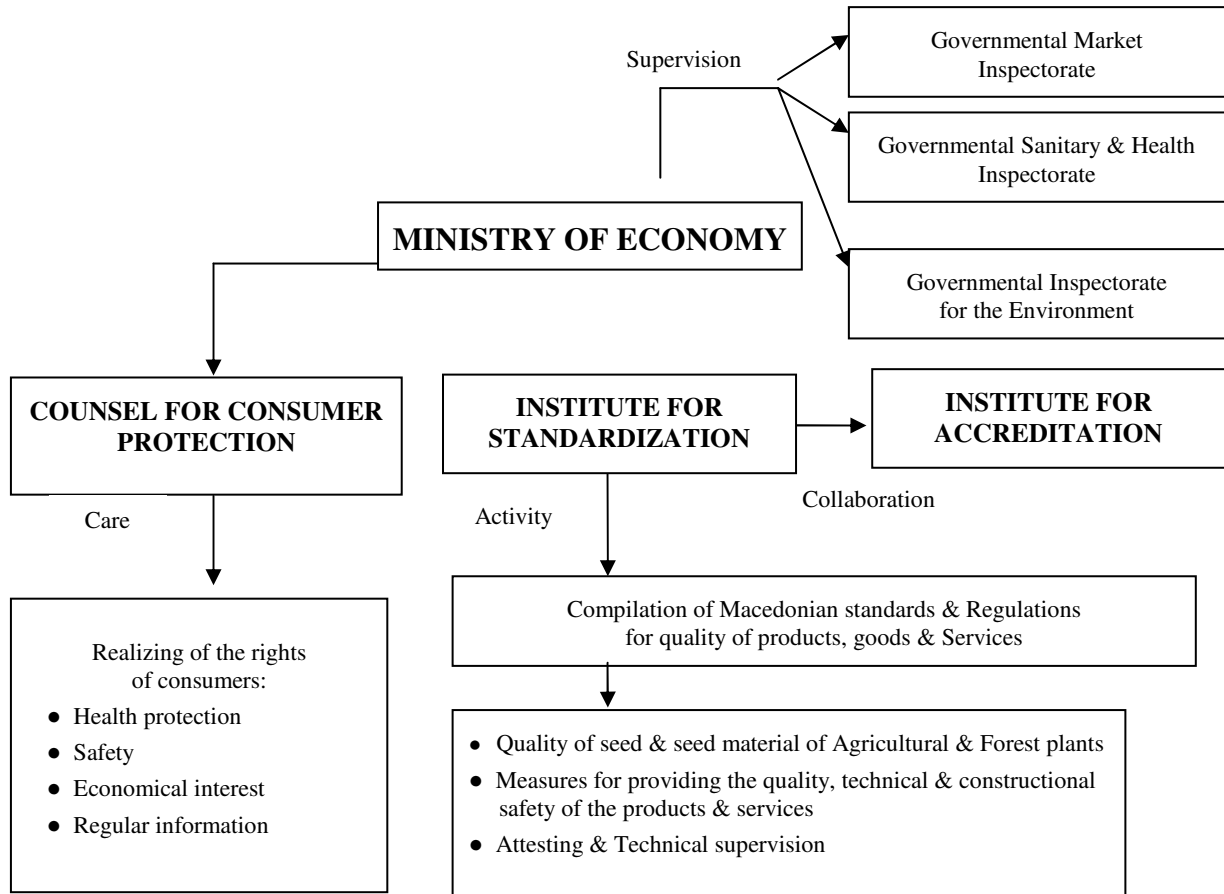 Supervision
Governmental Market
Inspectorate
Governmental Sanitary & Health
Inspectorate
Governmental Inspectorate
for the Environment
MINISTRY OF ECONOMY
COUNSEL FOR CONSUMER
PROTECTION
INSTITUTE FOR
STANDARDIZATION
INSTITUTE FOR
ACCREDITATION
Care
Activity
Collaboration
Realizing of the rights
of consumers:
● Health protection
● Safety
● Economical interest
● Regular information
Compilation of Macedonian standards & Regulations
for quality of products, goods & Services
● Quality of seed & seed material of Agricultural & Forest plants
● Measures for providing the quality, technical & constructional
safety of the products & services
● Attesting & Technical supervision